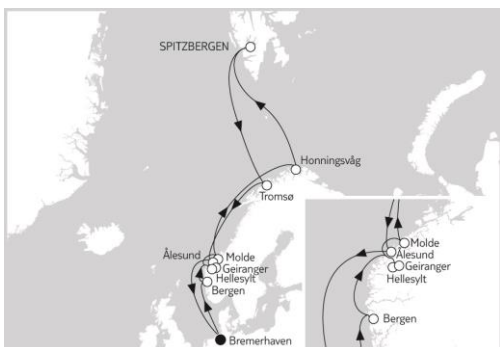 SPITZBERGEN
Honningsvåg
Tromsø
Ålesund
Molde
Geiranger
Hellesylt
Bergen
Bremerhaven
Molde
Ålesund
Geiranger
Hellesylt
Bergen